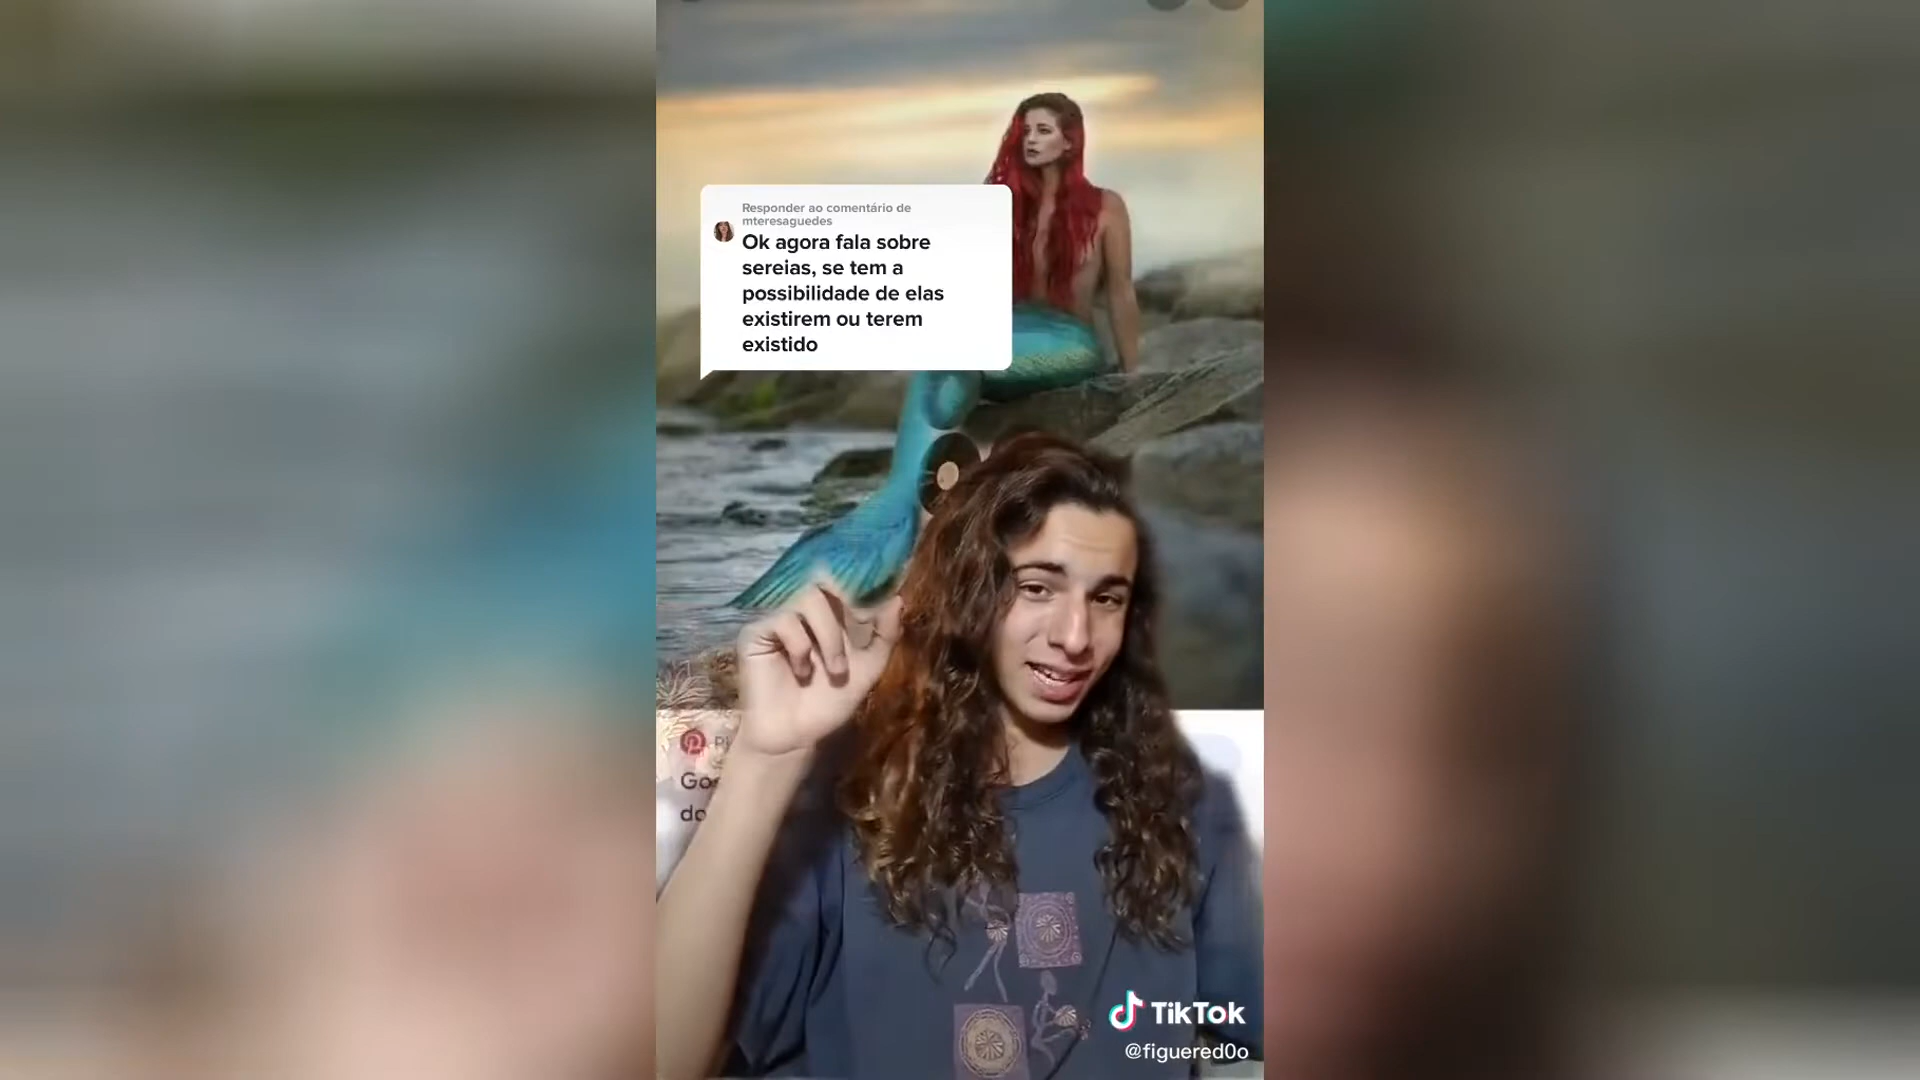 Responder ao comentário de
mteresaguedes
Ok agora fala sobre
sereias, se tem a
possibilidade de elas
existirem ou terem
existido
TikTok
@figuered0o